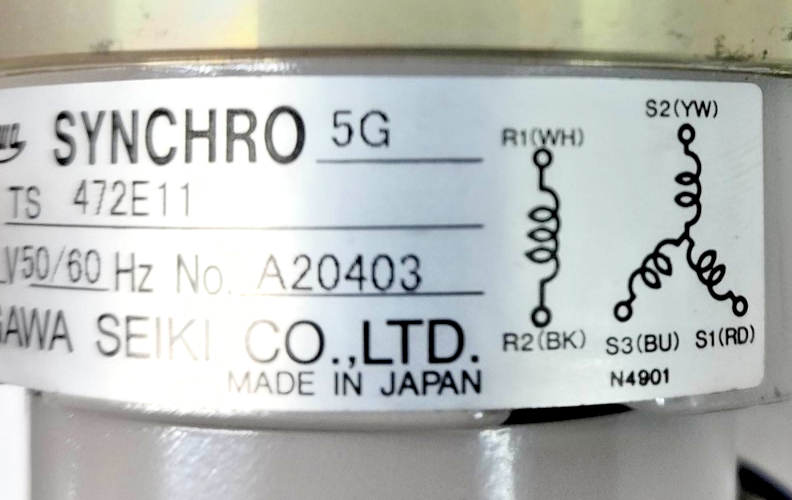 SYNCHRO 5G
TS 472E11
V50/60 Hz No. A20403
SEIKI CO.,LTD.
MADE IN JAPAN
R1(WH)
R2(BK)
S2(YW)
S3(BU) S1(RD)
N4901